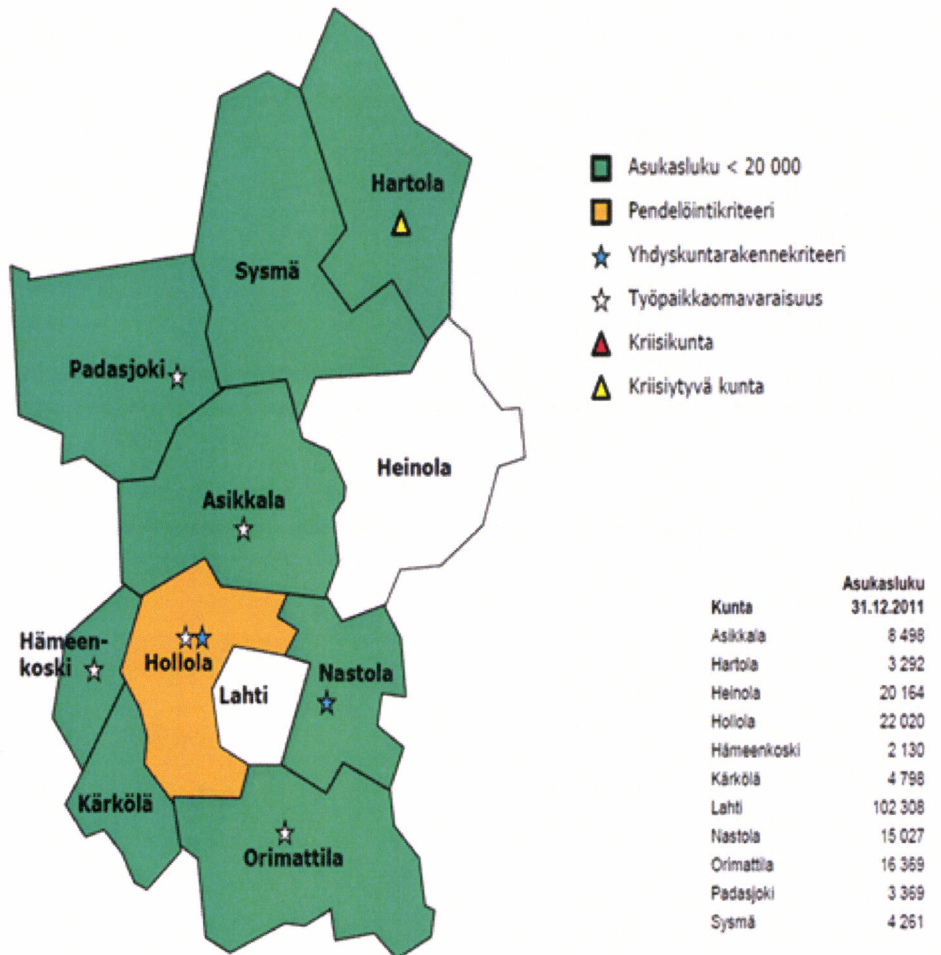 Hartola
Sysmä
Padasjoki
Heinola
Asikkala
Hämeen-
koski
Hollola
Lahti
Nastola
Kärkölä
Orimattila
Asukasluku < 20 000
Pendelöintikriteeri
Yhdyskuntarakennekriteeri
Työpaikkaomavaraisuus
Kriisikunta
Kriisiytyvä kunta
Asukasluku
Kunta 31.12.2011
Asikkala 8 498
Hartola 3 292
Heinola 20 164
Hollola 22 020
Hämeenkoski 2 130
Kärkölä 4 798
Lahti 102 308
Nastola 15 027
Orimattila 16 369
Padasjoki 3 369
Sysmä 4 261